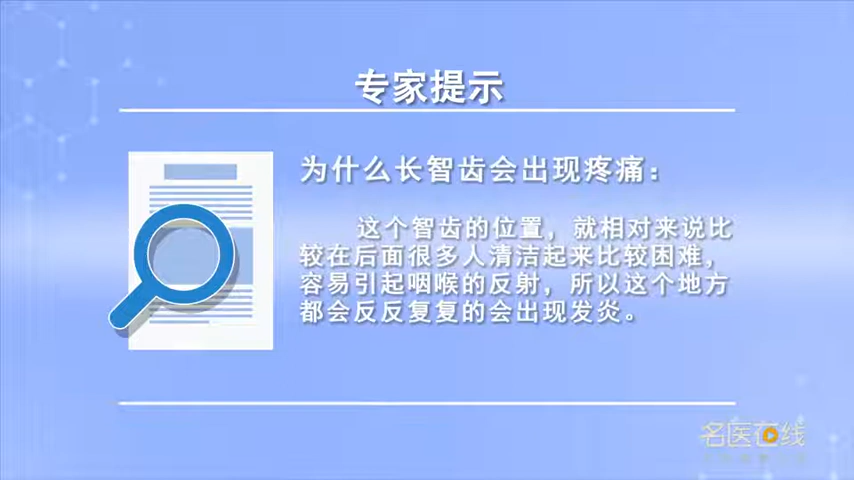 专家提示
为什么长智齿会出现疼痛：
这个智齿的位置，就相对来说比
较在后面很多人清洁起来比较困难，
容易引起咽喉的反射，所以这个地方
都会反反复复的会出现发炎。
名医在线